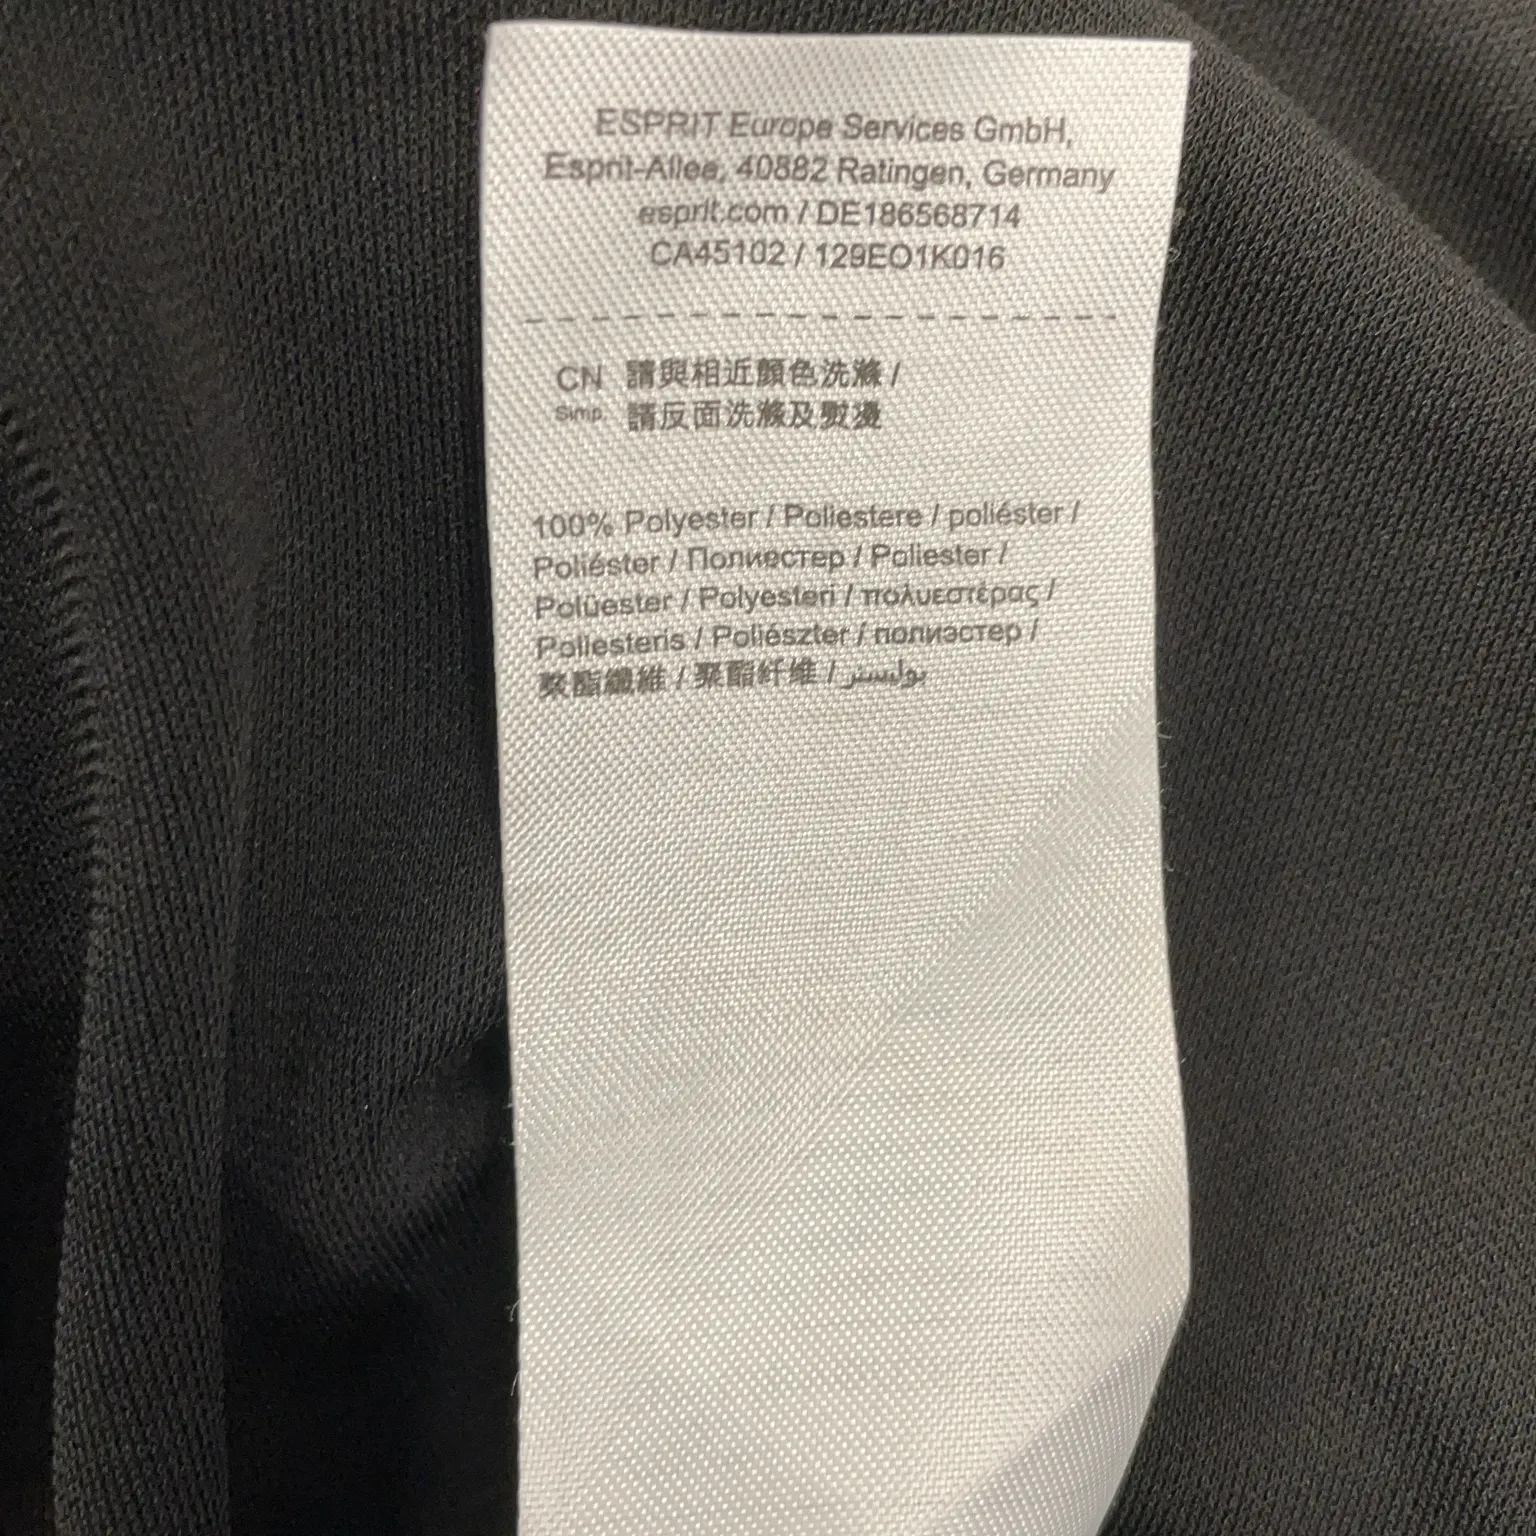 ESPRIT Europe Services GmbH,
Esprit-Allee, 40882 Ratingen, Germany
esprit.com / DE186568714
CA45102 / 129EO1K016
CN 請與相近顏色洗滌 /
Simp. 請反面洗滌及熨燙
100% Polyester / Poliestere / poliéster /
Poliéster / Полиестер / Poliester /
Polüester / Polyesteri / πολυεστέρας /
Poliesteris / Poliészter / полиэстер /
聚酯纖維 / 聚酯纤维 / بوليستر